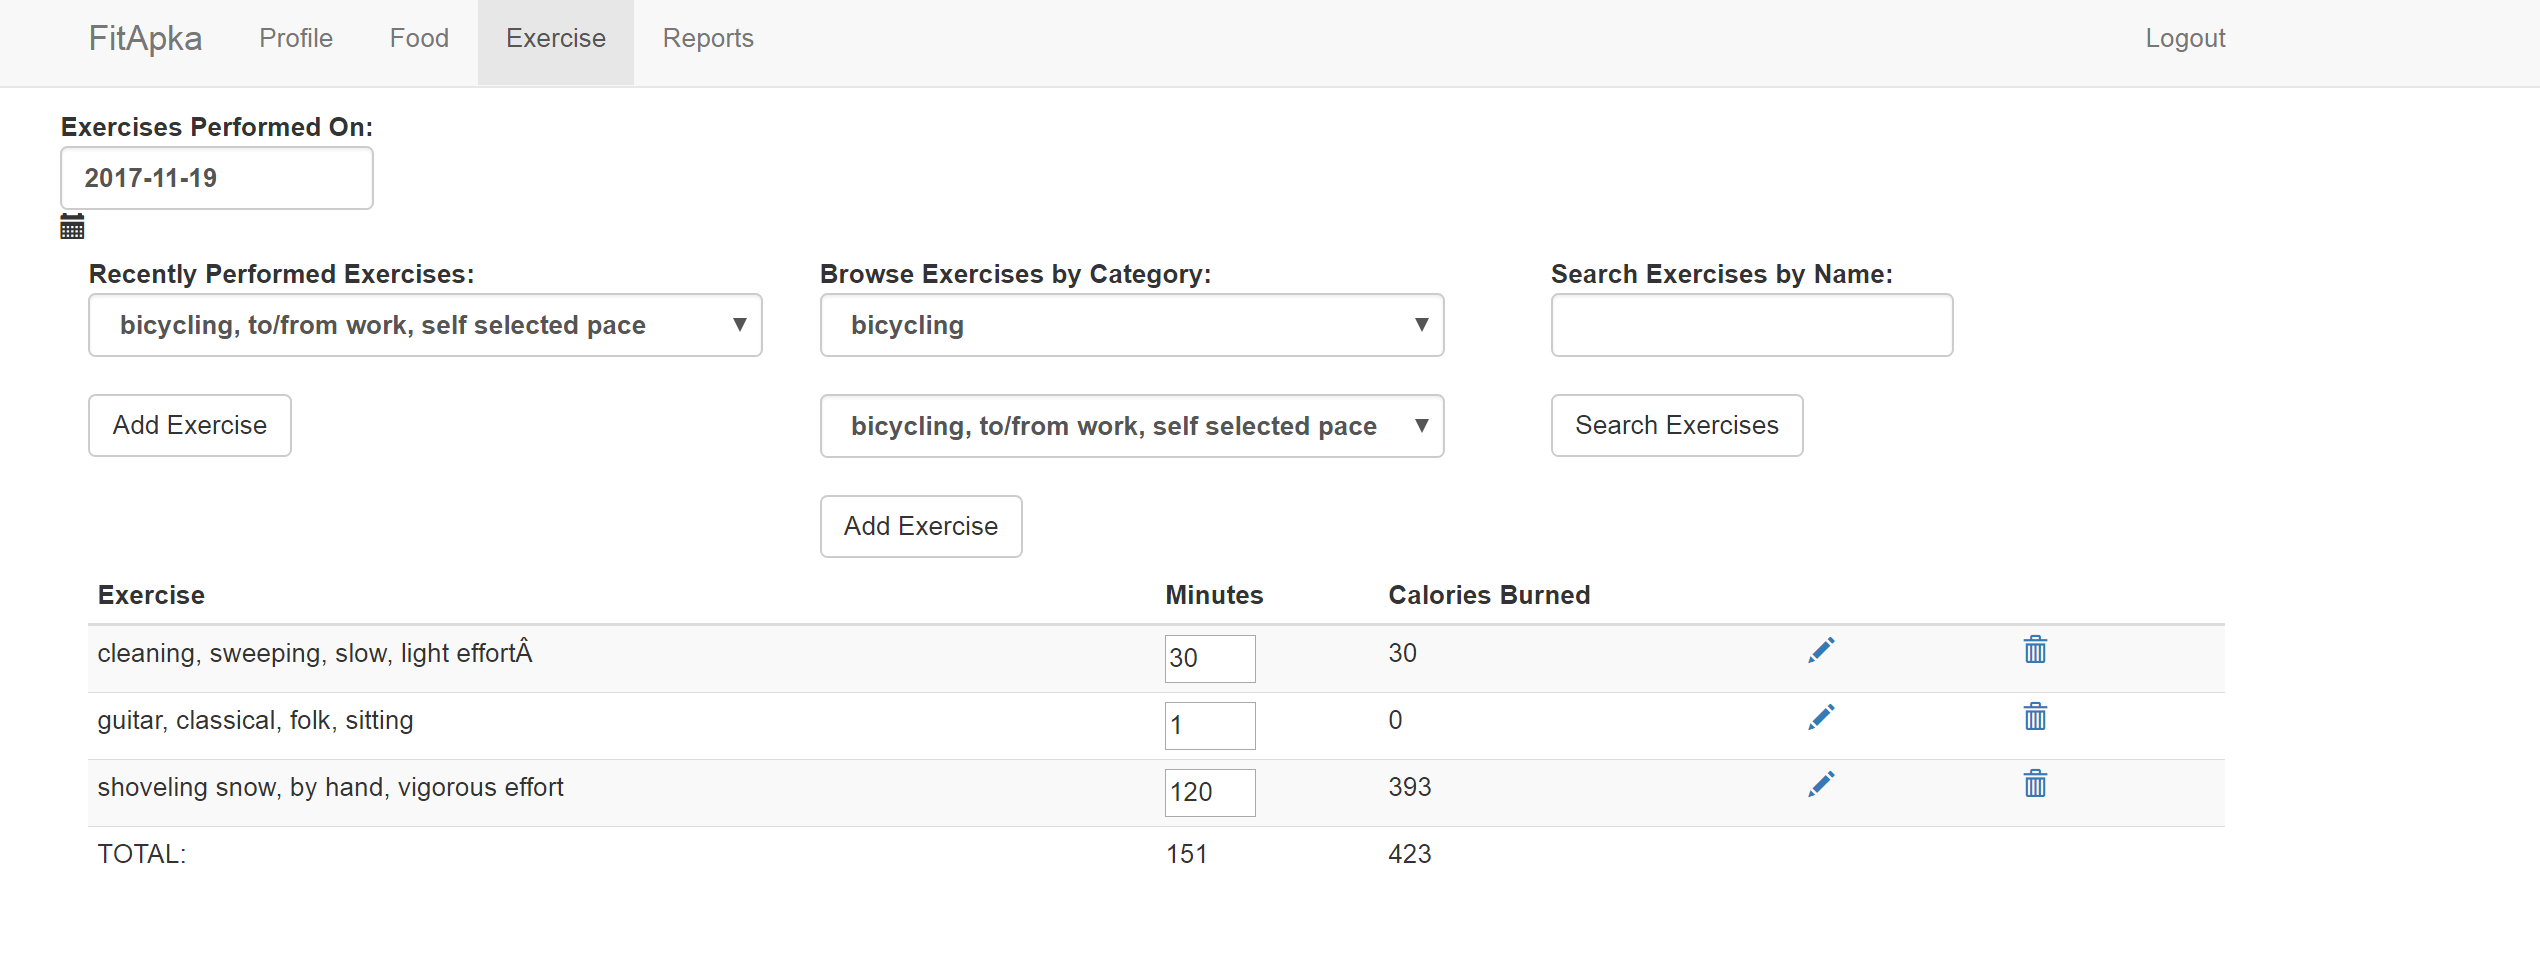 FitApka Profile Food Exercise Reports Logout
Exercises Performed On:
2017-11-19
Recently Performed Exercises: Browse Exercises by Category: Search Exercises by Name:
bicycling, to/from work, self selected pace bicycling
Add Exercise bicycling, to/from work, self selected pace Search Exercises
Add Exercise
Exercise Minutes Calories Burned
cleaning, sweeping, slow, light effortÂ 30 30
guitar, classical, folk, sitting 1 0
shoveling snow, by hand, vigorous effort 120 393
TOTAL: 151 423